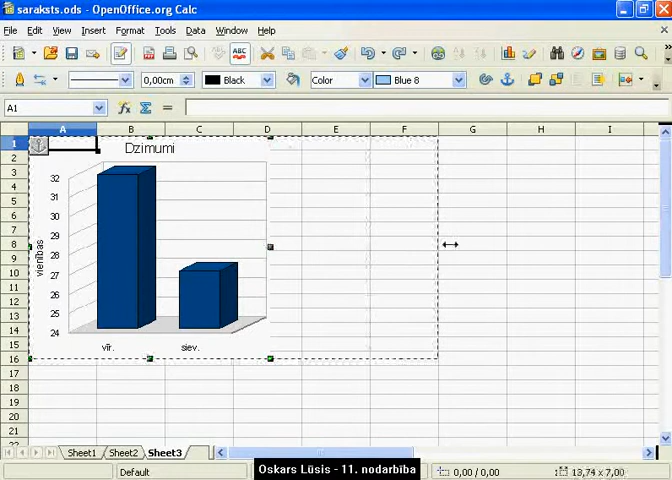 saraksts.ods - OpenOffice.org Calc
File Edit View Insert Format Tools Data Window Help
ABC
0,00cm Black Color Blue 8
A1
A B C D E F G H I
1
2
3
4
5
6
7
8
9
10
11
12
13
14
15
16
17
18
19
20
21
Dzimumi
vienības
32
31
30
29
28
27
26
25
24
vīr. siev.
Sheet1 Sheet2 Sheet3
Default Oskars Lūsis - 11. nodarbība 0,00 / 0,00 13,74 x 7,00